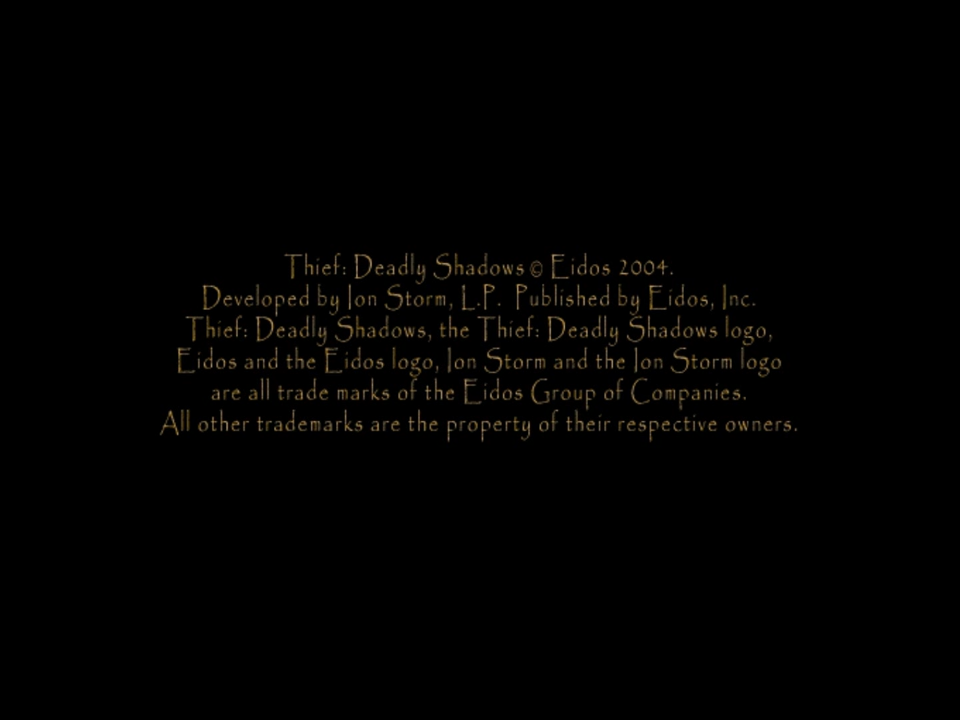 Thief: Deadly Shadows © Eidos 2004.
Developed by Ion Storm, L.P. Published by Eidos, Inc.
Thief: Deadly Shadows, the Thief: Deadly Shadows logo,
Eidos and the Eidos logo, Ion Storm and the Ion Storm logo
are all trade marks of the Eidos Group of Companies.
All other trademarks are the property of their respective owners.